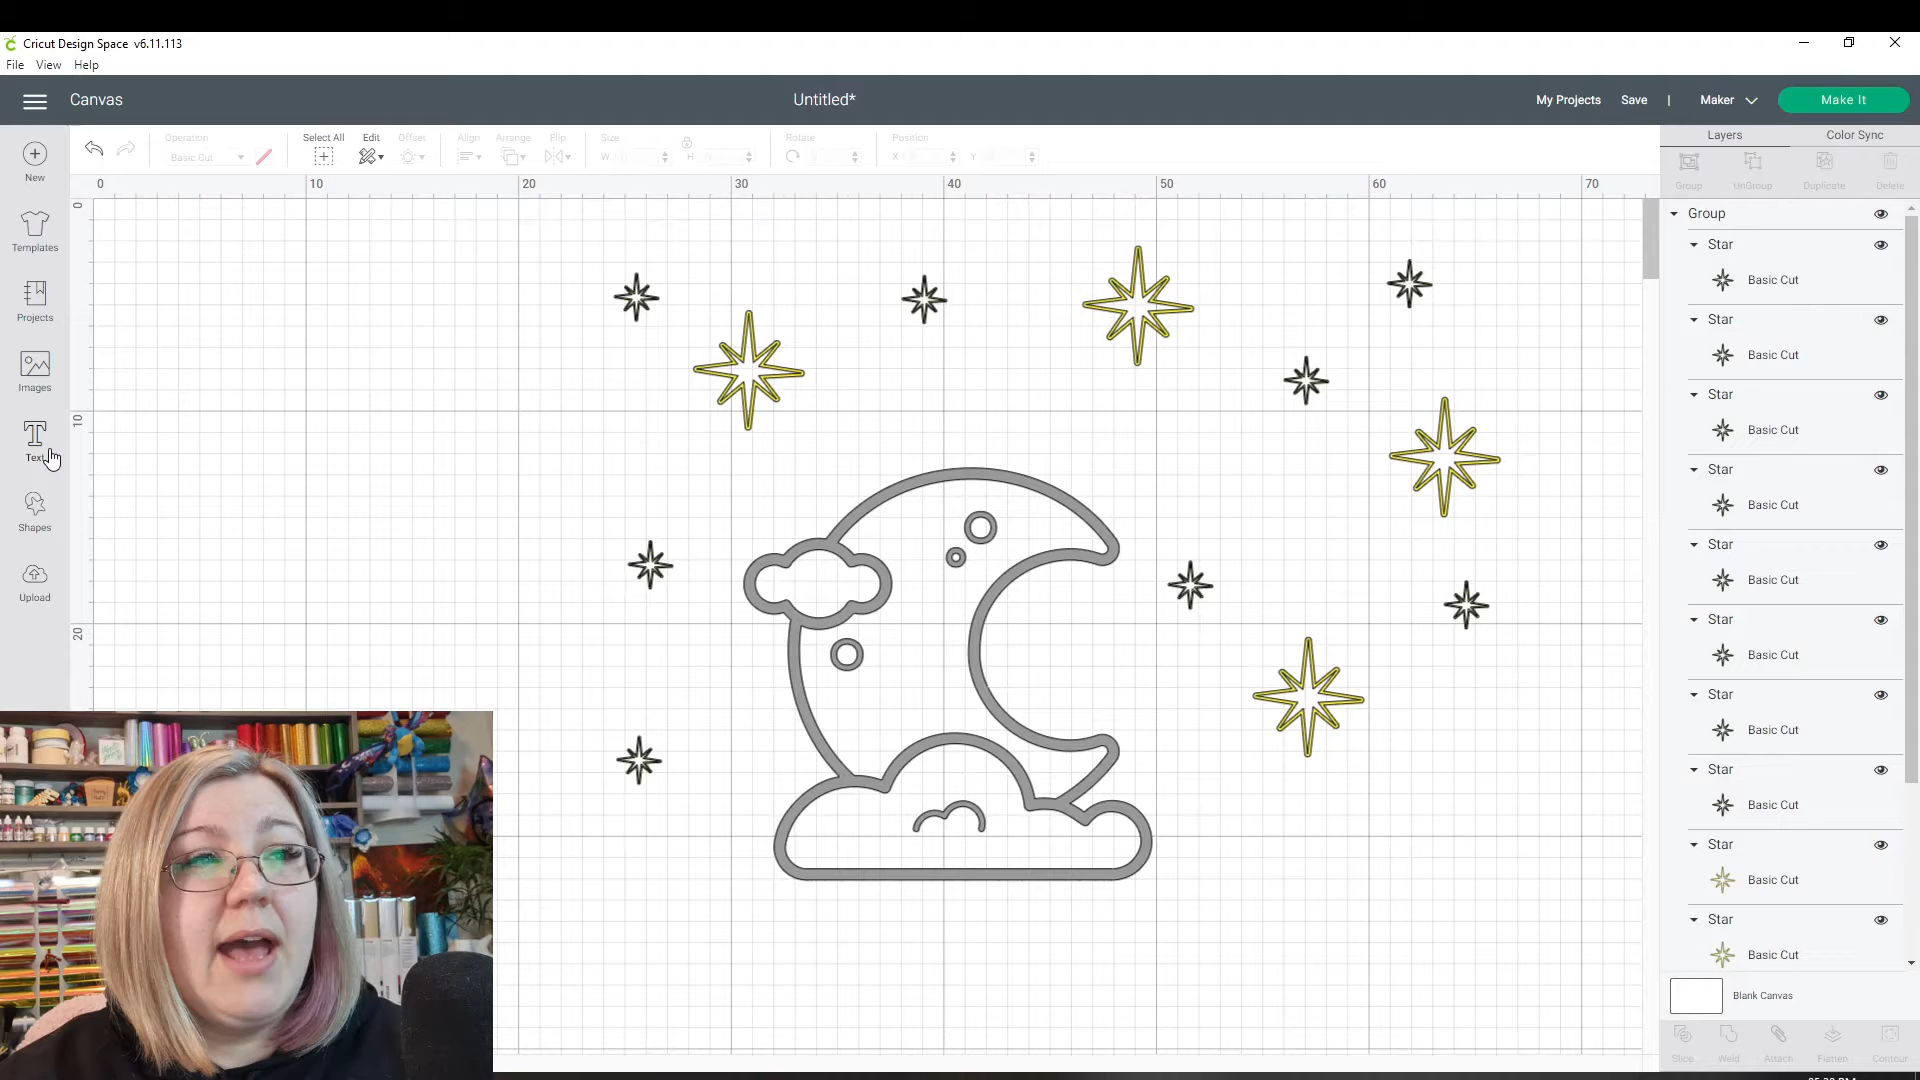 Cricut Design Space v6.11.113
File View Help
Canvas
Untitled*
My Projects Save | Maker Make It
Operation
Basic Cut
Select All
Edit
Offset
Align
Arrange
Flip
Size
W
H
Rotate
Position
X
Y
Layers
Color Sync
Group
UnGroup
Duplicate
Delete
New
Templates
Projects
Images
Text
Shapes
Upload
0 10 20 30 40 50 60 70
0
10
20
Group
Star
Basic Cut
Star
Basic Cut
Star
Basic Cut
Star
Basic Cut
Star
Basic Cut
Star
Basic Cut
Star
Basic Cut
Star
Basic Cut
Star
Basic Cut
Star
Basic Cut
Blank Canvas
Slice
Weld
Attach
Flatten
Contour